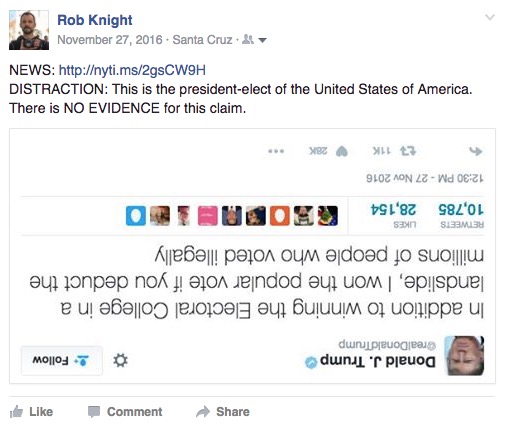 Rob Knight
November 27, 2016 · Santa Cruz ·
NEWS: http://nyti.ms/2gsCW9H
DISTRACTION: This is the president-elect of the United States of America.
There is NO EVIDENCE for this claim.
Donald J. Trump
@realDonaldTrump
Follow
In addition to winning the Electoral College in a
landslide, I won the popular vote if you deduct the
millions of people who voted illegally
RETWEETS LIKES
10,785 28,154
12:30 PM - 27 Nov 2016
11K 28K
Like Comment Share